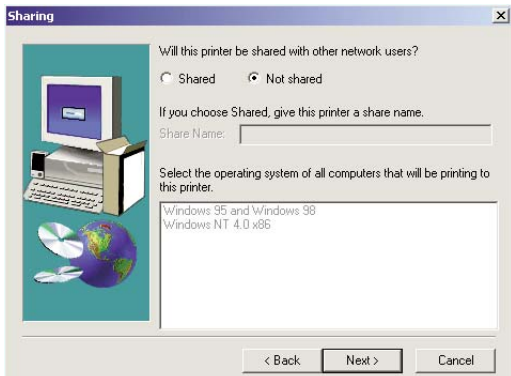 Sharing
Will this printer be shared with other network users?
Shared
Not shared
If you choose Shared, give this printer a share name.
Share Name:
Select the operating system of all computers that will be printing to
this printer.
Windows 95 and Windows 98
Windows NT 4.0 x86
< Back
Next >
Cancel